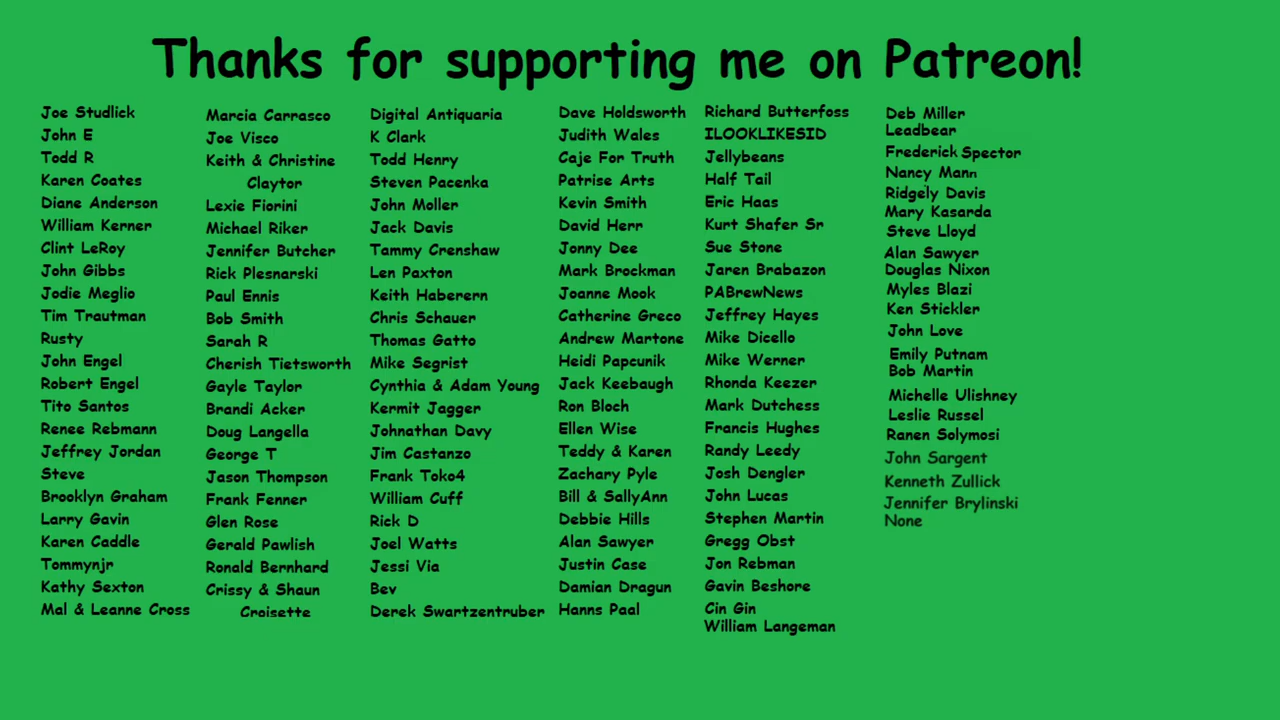 Thanks for supporting me on Patreon!
Joe Studlick
John E
Todd R
Karen Coates
Diane Anderson
William Kerner
Clint LeRoy
John Gibbs
Jodie Meglio
Tim Trautman
Rusty
John Engel
Robert Engel
Tito Santos
Renee Rebmann
Jeffrey Jordan
Steve
Brooklyn Graham
Larry Gavin
Karen Caddle
Tommynjr
Kathy Sexton
Mal & Leanne Cross
Marcia Carrasco
Joe Visco
Keith & Christine
Claytor
Lexie Fiorini
Michael Riker
Jennifer Butcher
Rick Plesnarski
Paul Ennis
Bob Smith
Sarah R
Cherish Tietsworth
Gayle Taylor
Brandi Acker
Doug Langella
George T
Jason Thompson
Frank Fenner
Glen Rose
Gerald Pawlish
Ronald Bernhard
Crissy & Shaun
Croisette
Digital Antiquaria
K Clark
Todd Henry
Steven Pacenka
John Moller
Jack Davis
Tammy Crenshaw
Len Paxton
Keith Haberern
Chris Schauer
Thomas Gatto
Mike Segrist
Cynthia & Adam Young
Kermit Jagger
Johnathan Davy
Jim Castanzo
Frank Toko4
William Cuff
Rick D
Joel Watts
Jessi Via
Bev
Derek Swartzentruber
Dave Holdsworth
Judith Wales
Caje For Truth
Patrise Arts
Kevin Smith
David Herr
Jonny Dee
Mark Brockman
Joanne Mook
Catherine Greco
Andrew Martone
Heidi Papcunik
Jack Keebaugh
Ron Bloch
Ellen Wise
Teddy & Karen
Zachary Pyle
Bill & SallyAnn
Debbie Hills
Alan Sawyer
Justin Case
Damian Dragun
Hanns Paal
Richard Butterfoss
ILOOKLIKESID
Jellybeans
Half Tail
Eric Haas
Kurt Shafer Sr
Sue Stone
Jaren Brabazon
PABrewNews
Jeffrey Hayes
Mike Dicello
Mike Werner
Rhonda Keezer
Mark Dutchess
Francis Hughes
Randy Leedy
Josh Dengler
John Lucas
Stephen Martin
Gregg Obst
Jon Rebman
Gavin Beshore
Cin Gin
William Langeman
Deb Miller
Leadbear
Frederick Spector
Nancy Mann
Ridgely Davis
Mary Kasarda
Steve Lloyd
Alan Sawyer
Douglas Nixon
Myles Blazi
Ken Stickler
John Love
Emily Putnam
Bob Martin
Michelle Ulishney
Leslie Russel
Ranen Solymosi
John Sargent
Kenneth Zullick
Jennifer Brylinski
None